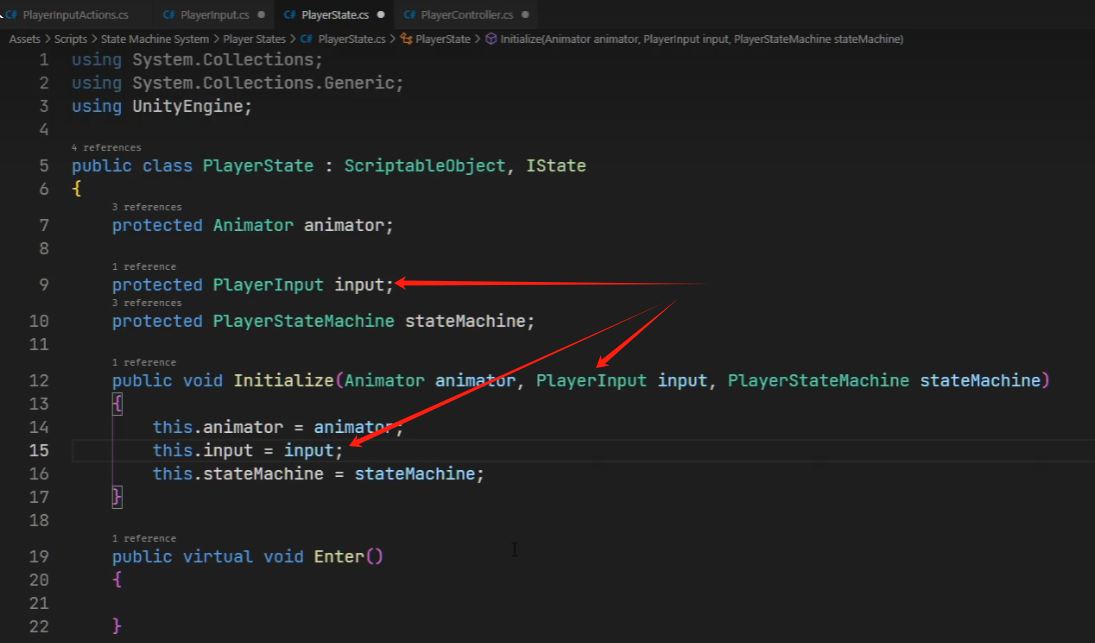 C# PlayerInputActions.cs C# PlayerInput.cs ● C# PlayerState.cs ● C# PlayerController.cs ●
Assets > Scripts > State Machine System > Player States > C# PlayerState.cs > PlayerState > Initialize(Animator animator, PlayerInput input, PlayerStateMachine stateMachine)
1 using System.Collections;
2 using System.Collections.Generic;
3 using UnityEngine;
4
4 references
5 public class PlayerState : ScriptableObject, IState
6 {
3 references
7 protected Animator animator;
8
1 reference
9 protected PlayerInput input;
3 references
10 protected PlayerStateMachine stateMachine;
11
1 reference
12 public void Initialize(Animator animator, PlayerInput input, PlayerStateMachine stateMachine)
13 {
14 this.animator = animator;
15 this.input = input;
16 this.stateMachine = stateMachine;
17 }
18
1 reference
19 public virtual void Enter()
20 {
21
22 }